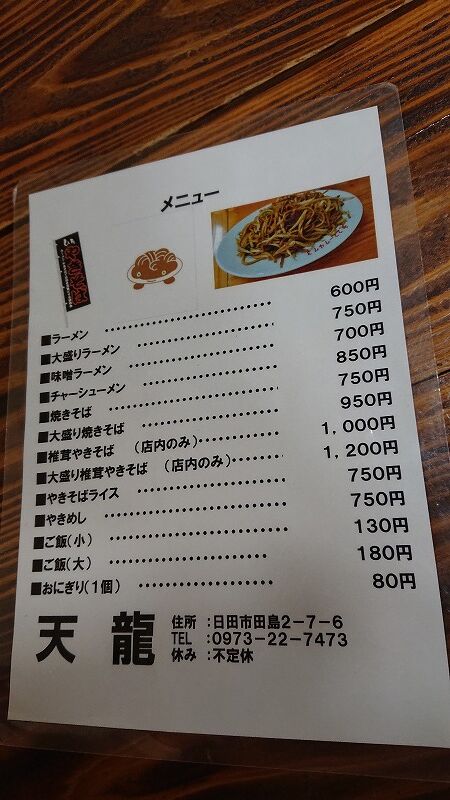 メニュー
■ラーメン ・・・・・・・・・・・・・・・・・・ 600円
■大盛りラーメン ・・・・・・・・・・・・ 750円
■味噌ラーメン ・・・・・・・・・・・・・・ 700円
■チャーシューメン ・・・・・・・・・・・・ 850円
■焼きそば ・・・・・・・・・・・・・・・・・・ 750円
■大盛り焼きそば ・・・・・・・・・・・・ 950円
■椎茸やきそば (店内のみ)・・・・・・・・ 1,000円
■大盛り椎茸やきそば (店内のみ)・・・・・・ 1,200円
■やきそばライス ・・・・・・・・・・・・・ 750円
■やきめし ・・・・・・・・・・・・・・・・・・ 750円
■ご飯(小) ・・・・・・・・・・・・・・・・・・ 130円
■ご飯(大) ・・・・・・・・・・・・・・・・ 180円
■おにぎり(1個) ・・・・・・・・・・・・・・ 80円
天龍
住所 :日田市田島2-7-6
TEL :0973-22-7473
休み :不定休